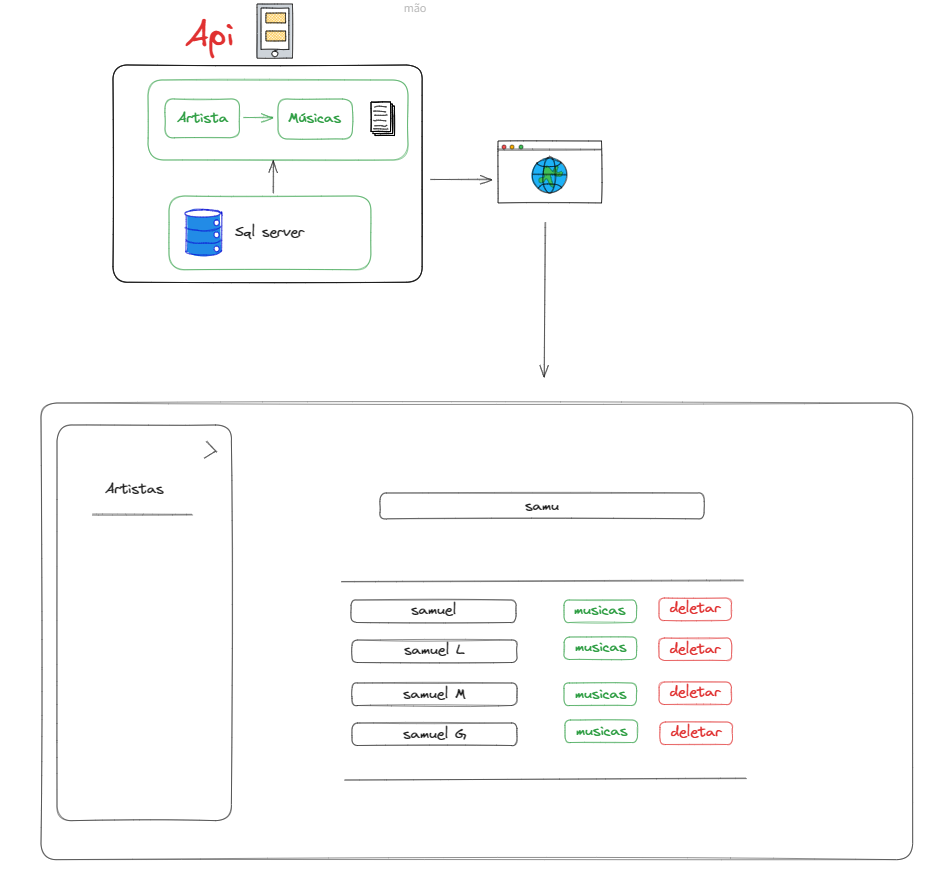 mão
Api
Artista
Músicas
Sql server
Artistas
samu
samuel
musicas
deletar
samuel L
musicas
deletar
samuel M
musicas
deletar
samuel G
musicas
deletar